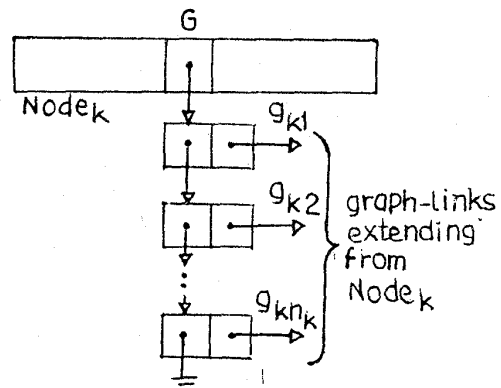 G
Node_k
g_k1
g_k2
g_kn_k
graph-links
extending
from
Node_k